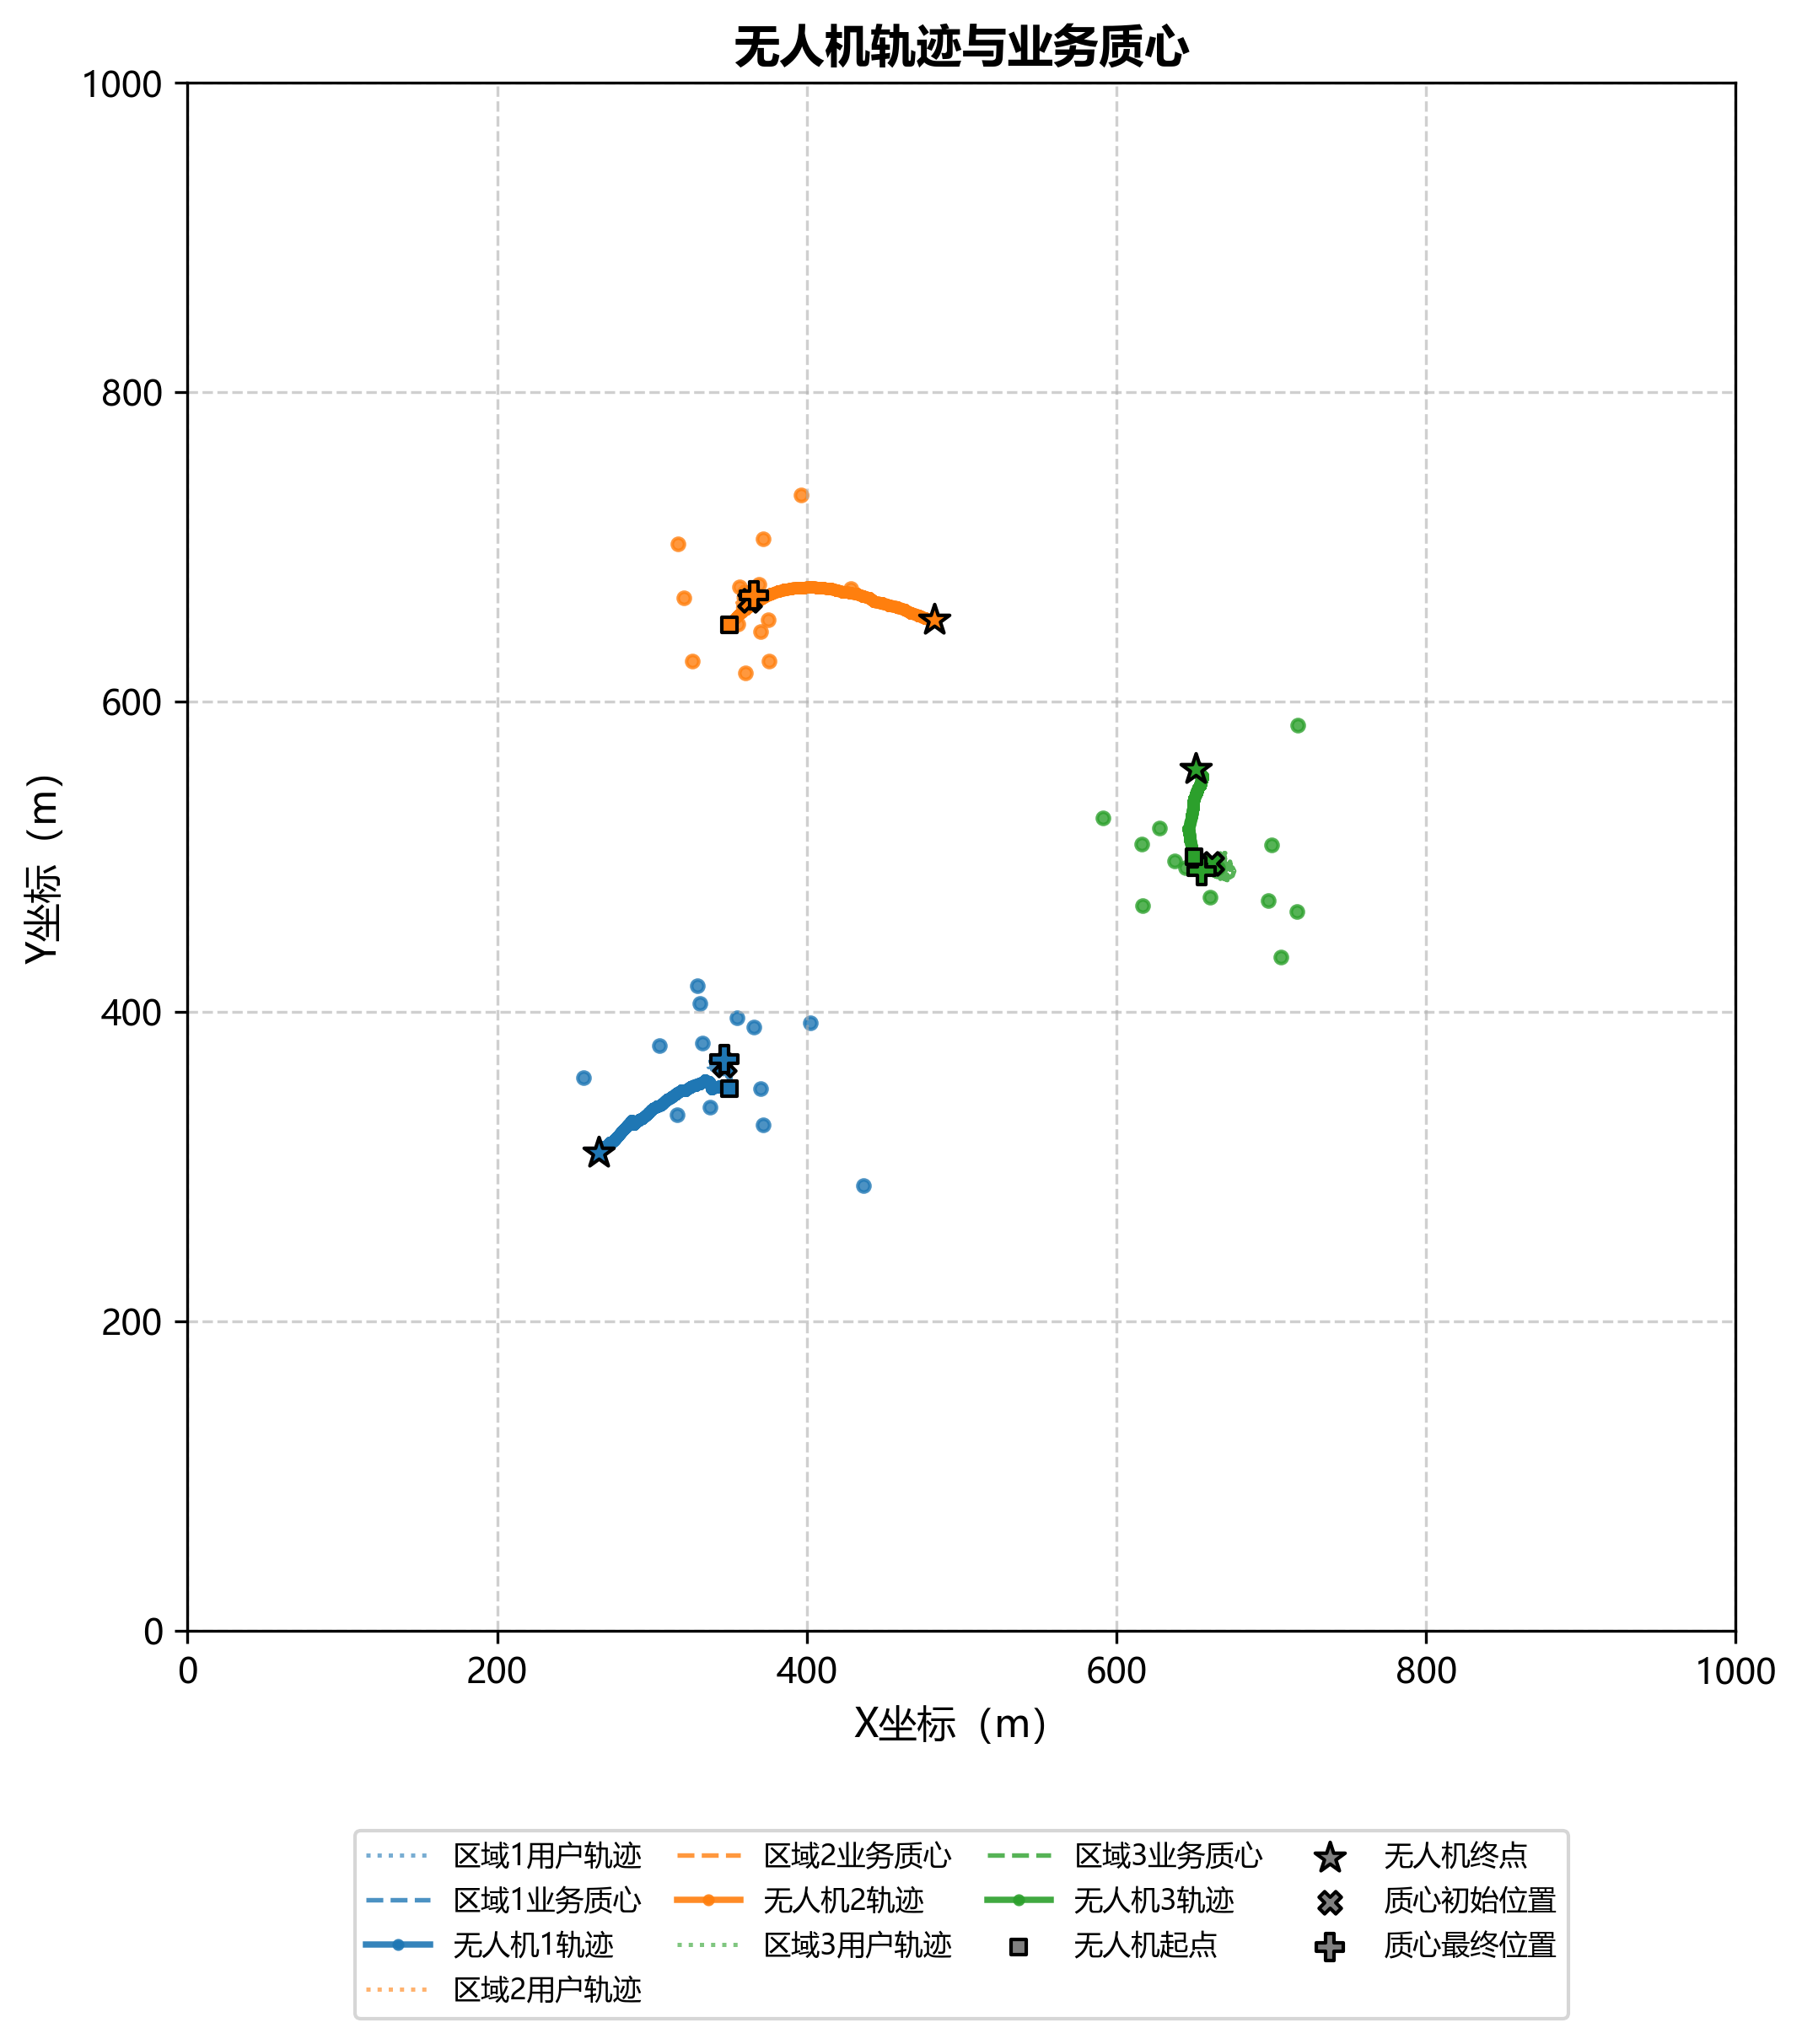 无人机轨迹与业务质心
1000
800
600
400
200
0
Y坐标（m）
0 200 400 600 800 1000
X坐标（m）
区域1用户轨迹 区域2业务质心 区域3业务质心 无人机终点
区域1业务质心 无人机2轨迹 无人机3轨迹 质心初始位置
无人机1轨迹 区域3用户轨迹 无人机起点 质心最终位置
区域2用户轨迹